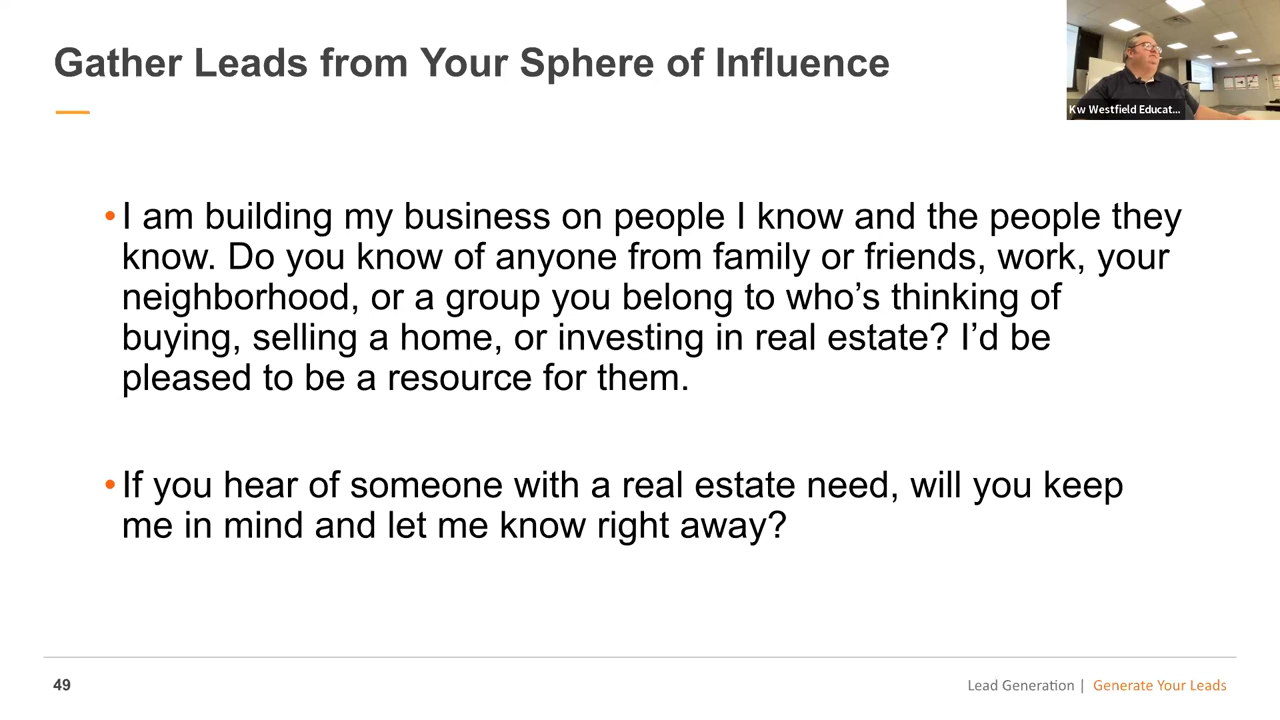 Gather Leads from Your Sphere of Influence
Kw Westfield Educat...
•I am building my business on people I know and the people they
know. Do you know of anyone from family or friends, work, your
neighborhood, or a group you belong to who’s thinking of
buying, selling a home, or investing in real estate? I’d be
pleased to be a resource for them.
•If you hear of someone with a real estate need, will you keep
me in mind and let me know right away?
49
Lead Generation | Generate Your Leads